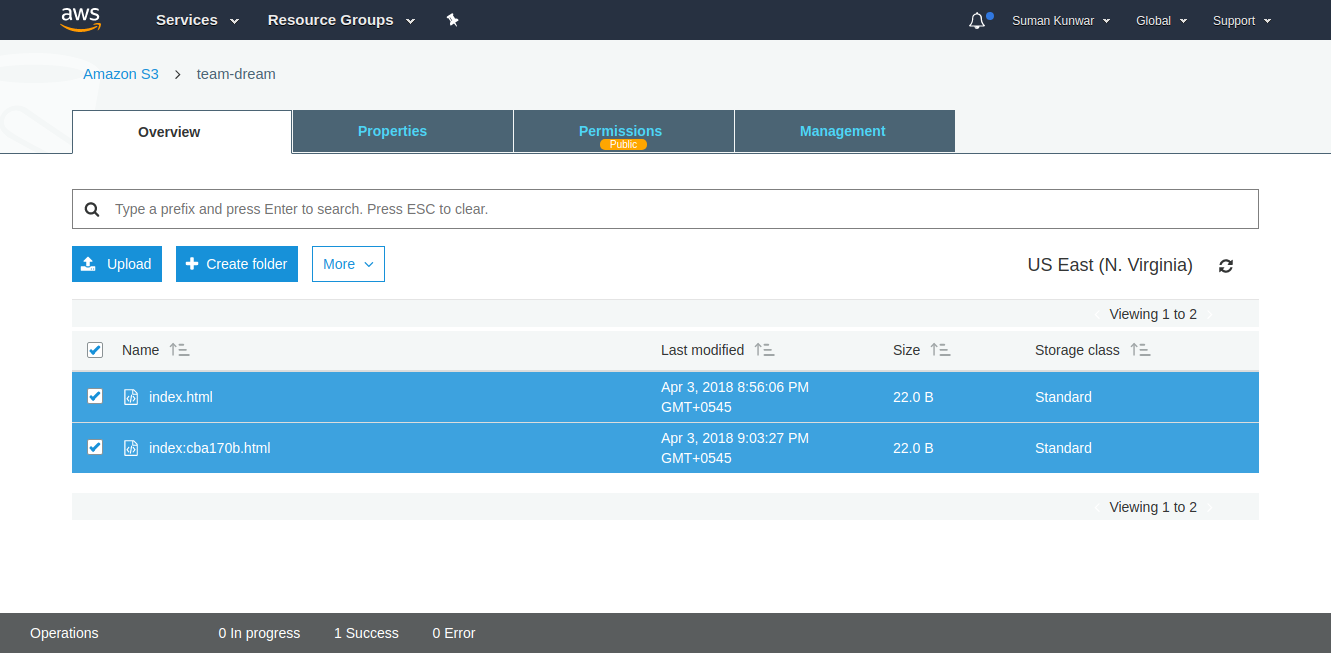 aws Services Resource Groups Suman Kunwar Global Support
Amazon S3 team-dream
Overview Properties Permissions Management
Public
Type a prefix and press Enter to search. Press ESC to clear.
Upload Create folder More US East (N. Virginia)
Viewing 1 to 2
Name Last modified Size Storage class
index.html Apr 3, 2018 8:56:06 PM GMT+0545 22.0 B Standard
index:cba170b.html Apr 3, 2018 9:03:27 PM GMT+0545 22.0 B Standard
Viewing 1 to 2
Operations 0 In progress 1 Success 0 Error